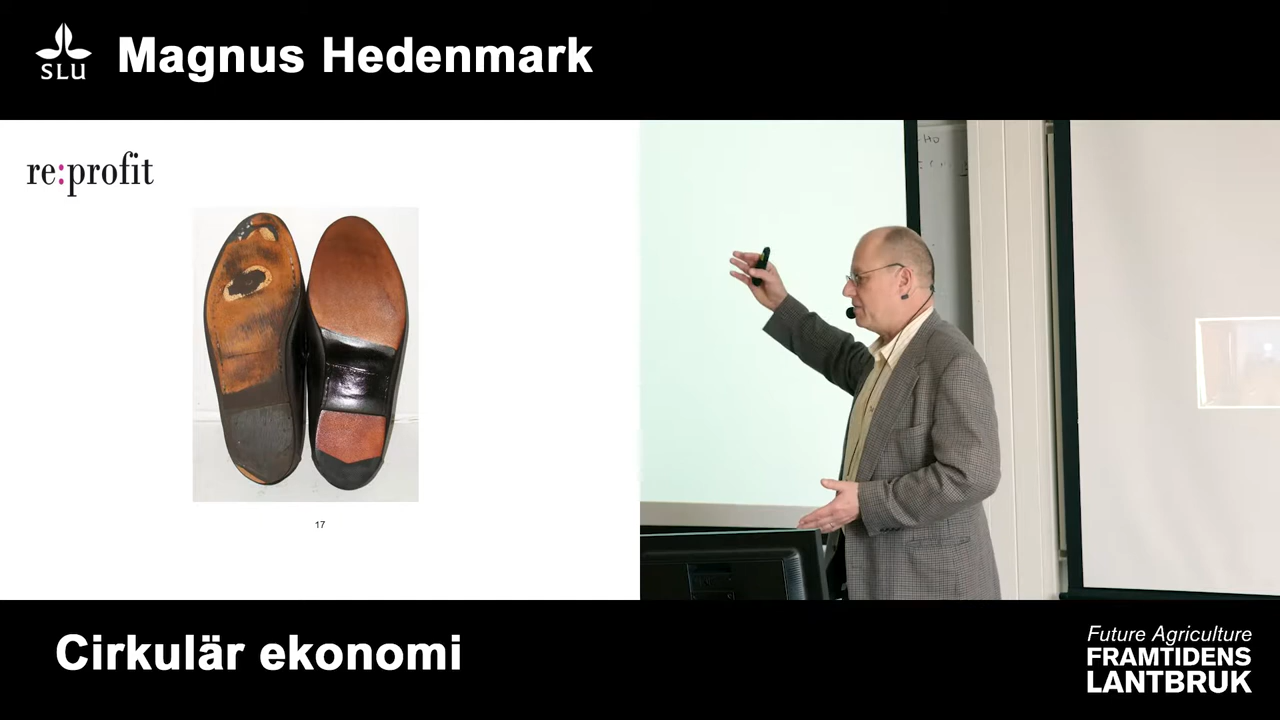 SLU
Magnus Hedenmark
re:profit
17
Cirkulär ekonomi
Future Agriculture
FRAMTIDENS
LANTBRUK